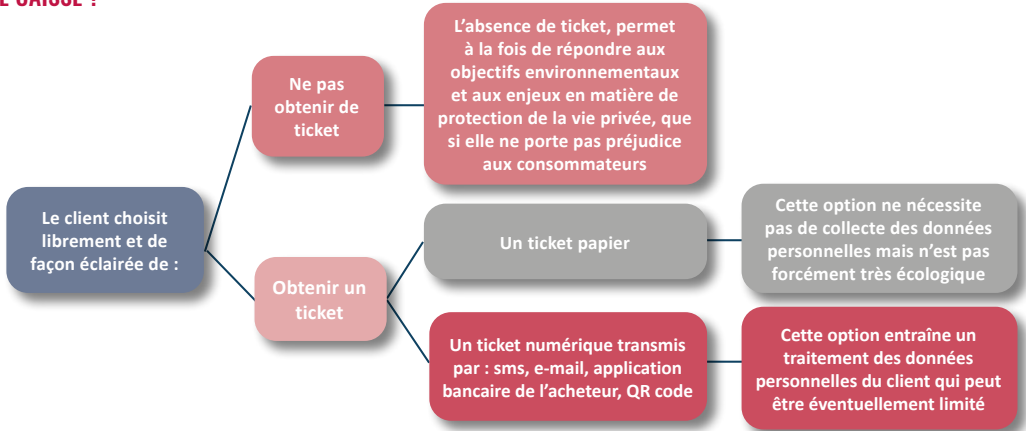 Le client choisit
librement et de
façon éclairée de :
Ne pas
obtenir de
ticket
L'absence de ticket, permet
à la fois de répondre aux
objectifs environnementaux
et aux enjeux en matière de
protection de la vie privée, que
si elle ne porte pas préjudice
aux consommateurs
Obtenir un
ticket
Un ticket papier
Cette option ne nécessite
pas de collecte des données
personnelles mais n'est pas
forcément très écologique
Un ticket numérique transmis
par : sms, e-mail, application
bancaire de l'acheteur, QR code
Cette option entraîne un
traitement des données
personnelles du client qui peut
être éventuellement limité